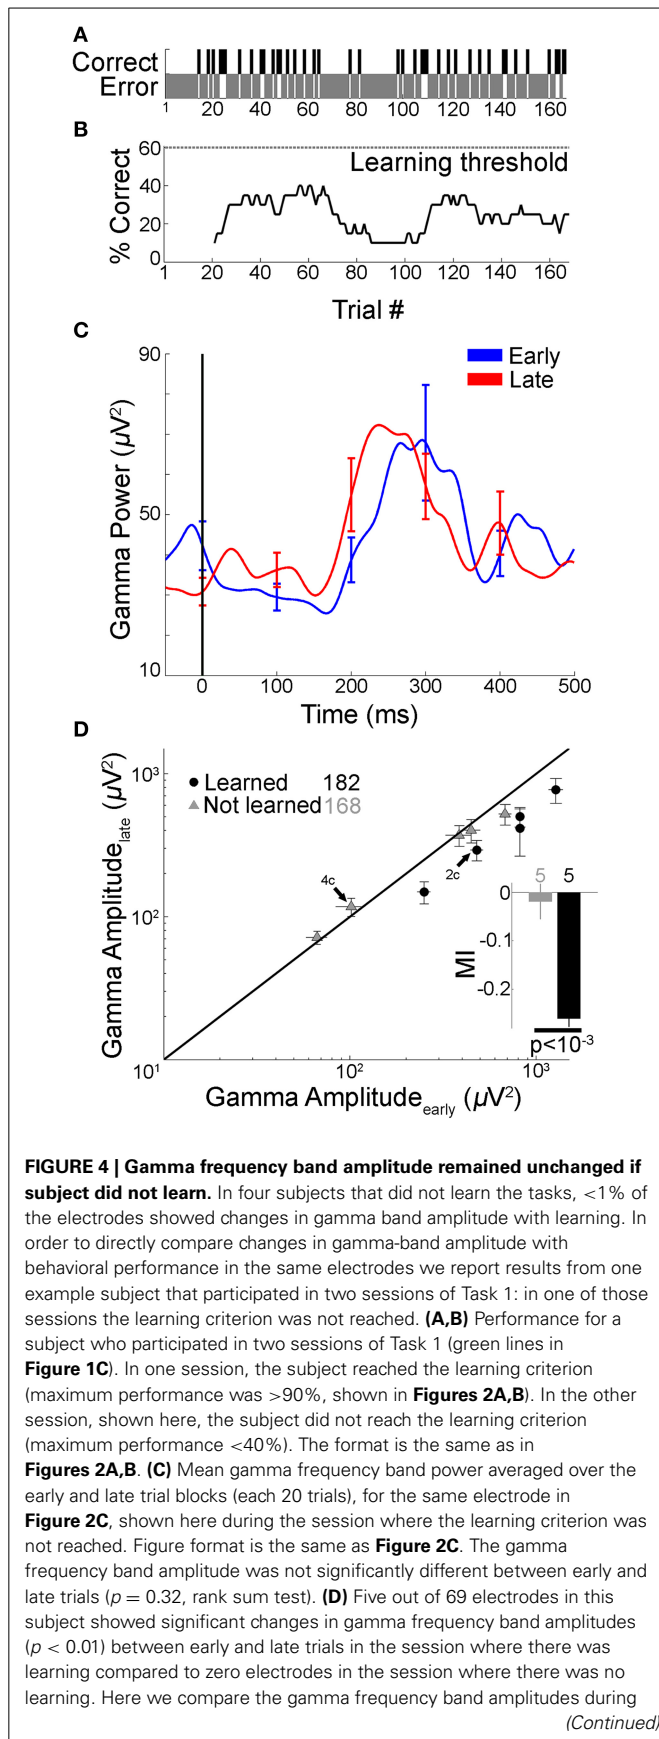 A
Correct
Error
1 20 40 60 80 100 120 140 160
B
60
Learning threshold
40
20
0
% Correct
1 20 40 60 80 100 120 140 160
Trial #
C
90
Early
Late
50
10
Gamma Power (µV²)
0 100 200 300 400 500
Time (ms)
D
10³
Learned 182
Not learned 168
4c
2c
5 5
0
-0.1
-0.2
MI
p<10⁻³
10²
10¹
10² 10³
Gamma Amplitude late (µV²)
Gamma Amplitude early (µV²)
FIGURE 4 | Gamma frequency band amplitude remained unchanged if
subject did not learn. In four subjects that did not learn the tasks, <1% of
the electrodes showed changes in gamma band amplitude with learning. In
order to directly compare changes in gamma-band amplitude with
behavioral performance in the same electrodes we report results from one
example subject that participated in two sessions of Task 1: in one of those
sessions the learning criterion was not reached. (A,B) Performance for a
subject who participated in two sessions of Task 1 (green lines in
Figure 1C). In one session, the subject reached the learning criterion
(maximum performance was >90%, shown in Figures 2A,B). In the other
session, shown here, the subject did not reach the learning criterion
(maximum performance <40%). The format is the same as in
Figures 2A,B. (C) Mean gamma frequency band power averaged over the
early and late trial blocks (each 20 trials), for the same electrode in
Figure 2C, shown here during the session where the learning criterion was
not reached. Figure format is the same as Figure 2C. The gamma
frequency band amplitude was not significantly different between early and
late trials (p = 0.32, rank sum test). (D) Five out of 69 electrodes in this
subject showed significant changes in gamma frequency band amplitudes
(p < 0.01) between early and late trials in the session where there was
learning compared to zero electrodes in the session where there was no
learning. Here we compare the gamma frequency band amplitudes during
(Continued)